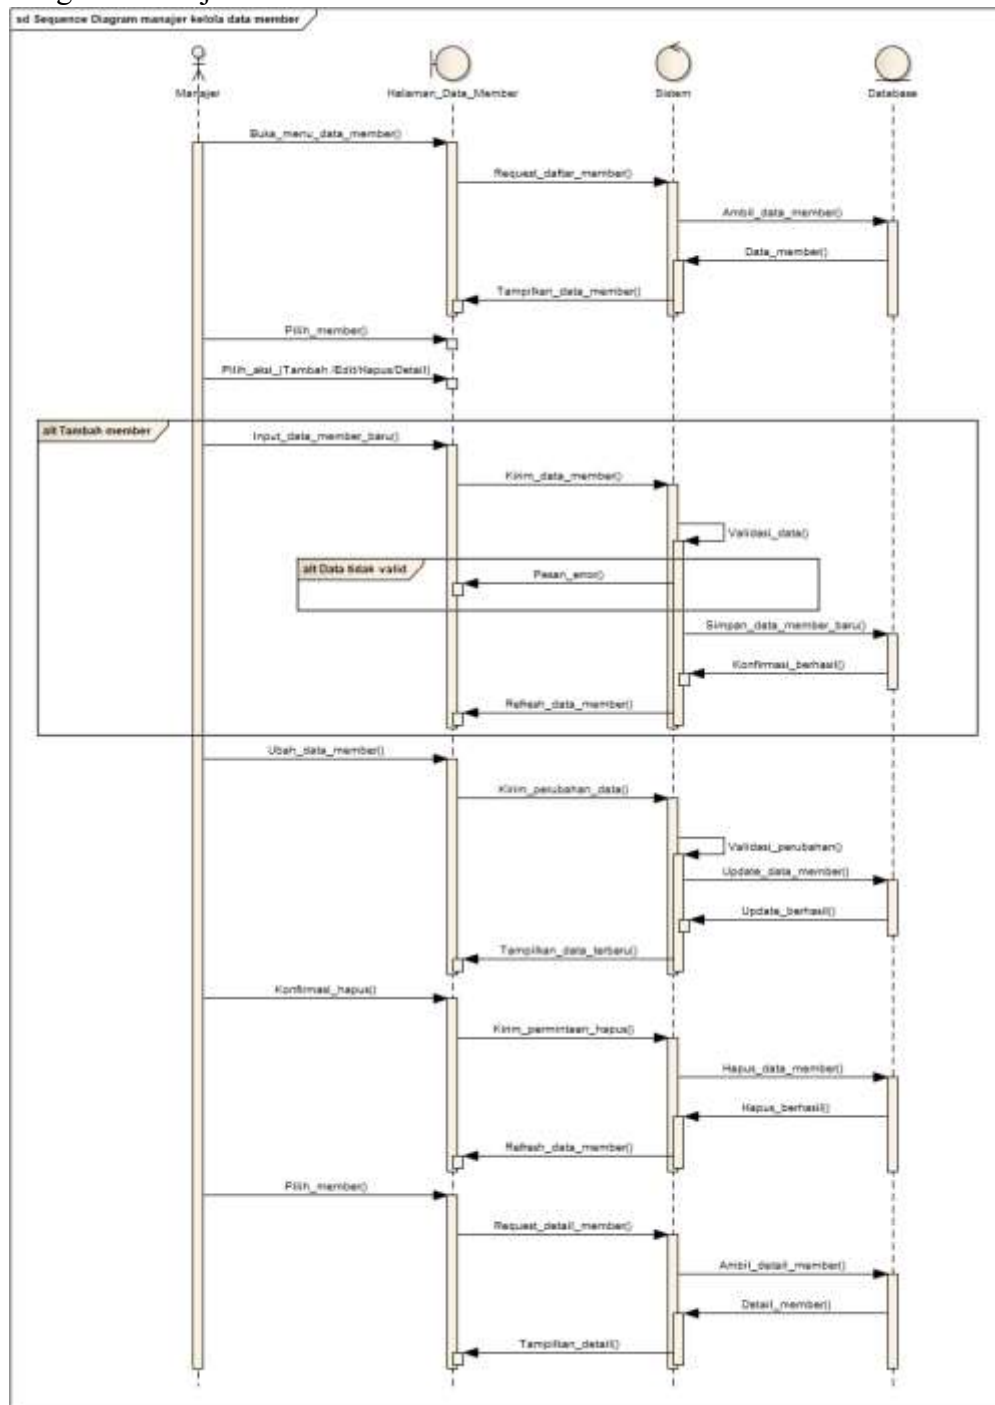 sd Sequence Diagram manajer kelola data member
Manajer
Halaman_Data_Member
Sistem
Database
Buka_menu_data_member()
Request_daftar_member()
Ambil_data_member()
Data_member()
Tampilkan_data_member()
Pilih_member()
Pilih_aksi_(Tambah /Edit/Hapus/Detail)
alt Tambah member
Input_data_member_baru()
Kirim_data_member()
Validasi_data()
alt Data tidak valid
Pesan_error()
Simpan_data_member_baru()
Konfirmasi_berhasil()
Refresh_data_member()
Ubah_data_member()
Kirim_perubahan_data()
Validasi_perubahan()
Update_data_member()
Update_berhasil()
Tampilkan_data_terbaru()
Konfirmasi_hapus()
Kirim_permintaan_hapus()
Hapus_data_member()
Hapus_berhasil()
Refresh_data_member()
Pilih_member()
Request_detail_member()
Ambil_detail_member()
Detail_member()
Tampilkan_detail()